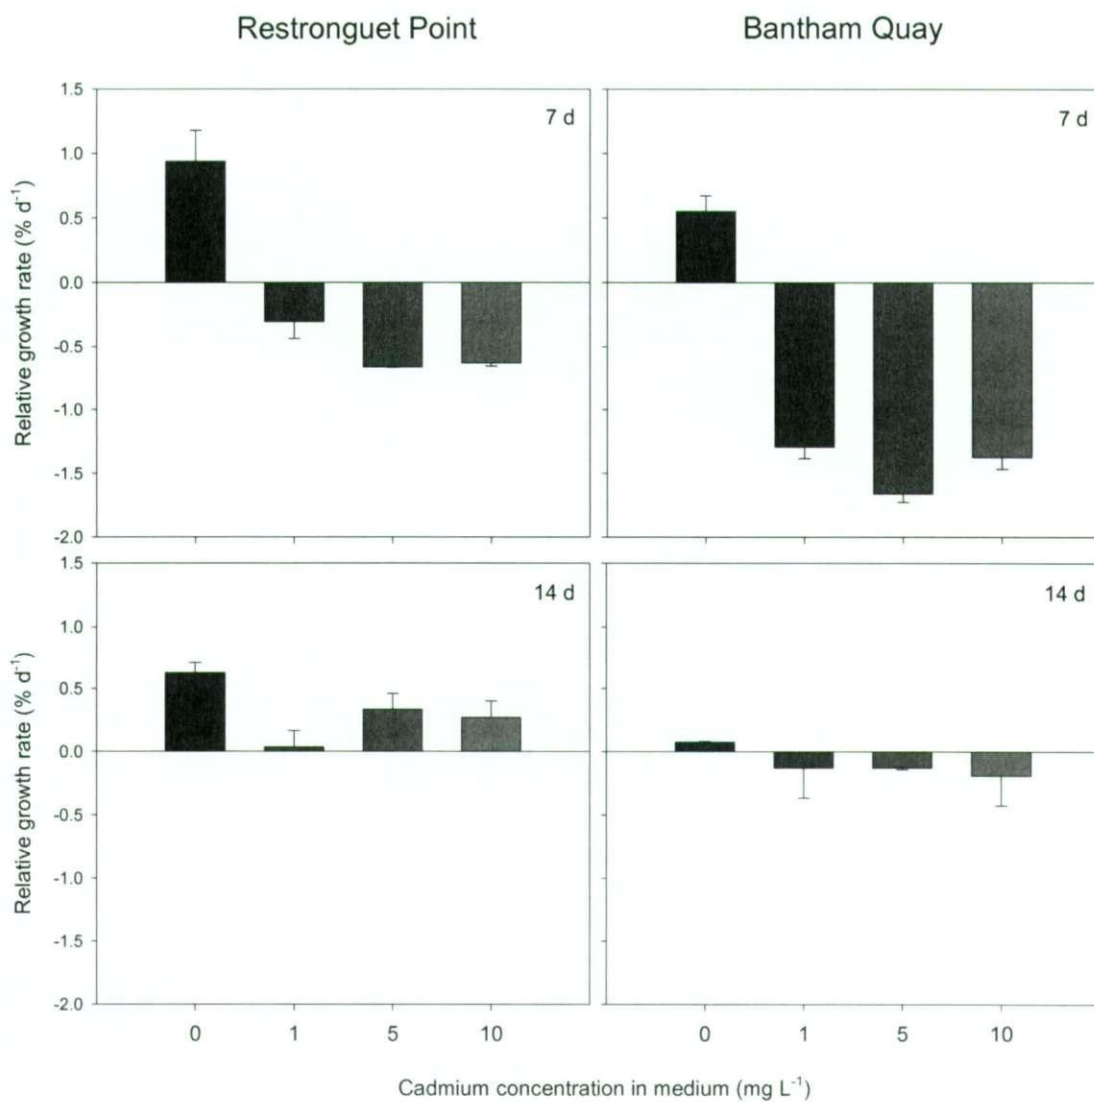 Restronguet Point
Bantham Quay
1.5
1.0
0.5
0.0
-0.5
-1.0
-1.5
-2.0
Relative growth rate (% d⁻¹)
7 d
7 d
1.5
1.0
0.5
0.0
-0.5
-1.0
-1.5
-2.0
Relative growth rate (% d⁻¹)
14 d
14 d
0 1 5 10
0 1 5 10
Cadmium concentration in medium (mg L⁻¹)